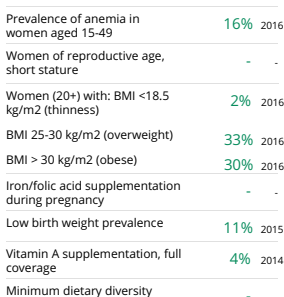 Prevalence of anemia in
women aged 15-49 16% 2016
Women of reproductive age,
short stature - -
Women (20+) with: BMI <18.5
kg/m2 (thinness) 2% 2016
BMI 25-30 kg/m2 (overweight) 33% 2016
BMI > 30 kg/m2 (obese) 30% 2016
Iron/folic acid supplementation
during pregnancy - -
Low birth weight prevalence 11% 2015
Vitamin A supplementation, full
coverage 4% 2014
Minimum dietary diversity -